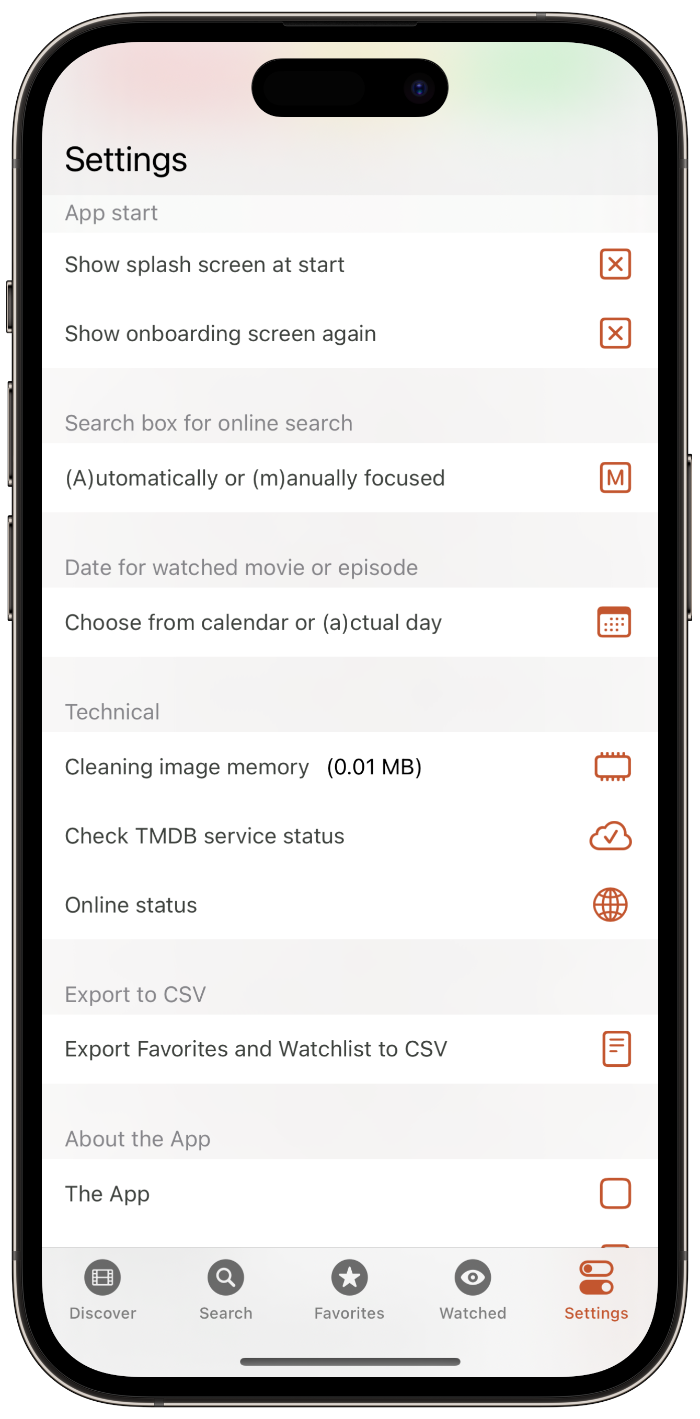 Settings
App start
Show splash screen at start
Show onboarding screen again
Search box for online search
(A)utomatically or (m)anually focused
M
Date for watched movie or episode
Choose from calendar or (a)ctual day
Technical
Cleaning image memory (0.01 MB)
Check TMDB service status
Online status
Export to CSV
Export Favorites and Watchlist to CSV
About the App
The App
Discover Search Favorites Watched Settings